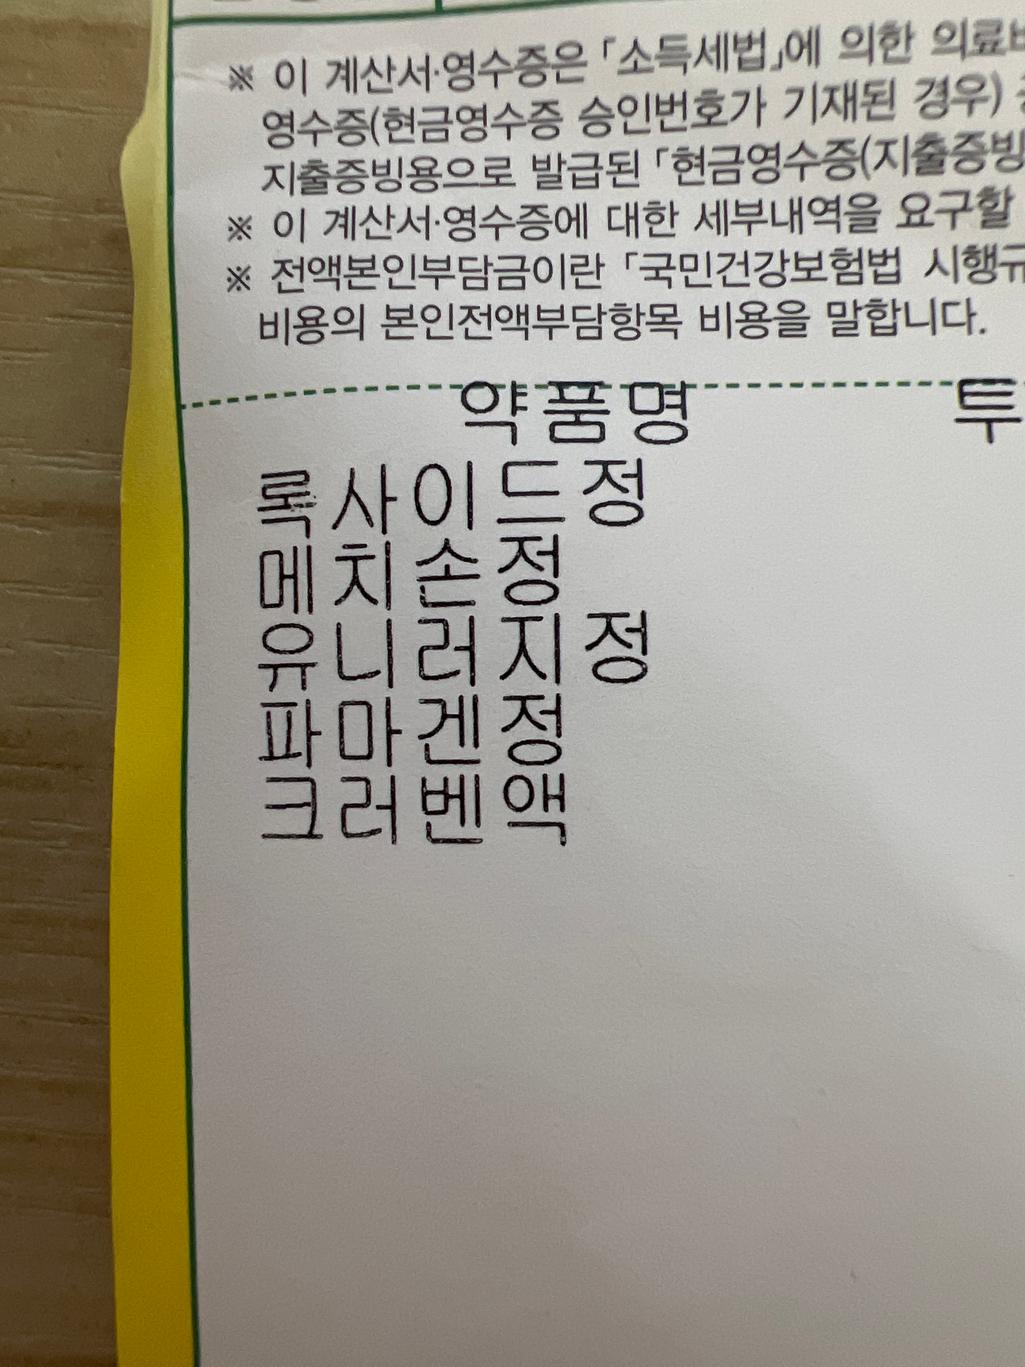 ※ 이 계산서·영수증은 「소득세법」에 의한 의료비
영수증(현금영수증 승인번호가 기재된 경우)
지출증빙용으로 발급된 「현금영수증(지출증빙
※ 이 계산서·영수증에 대한 세부내역을 요구할
※ 전액본인부담금이란 「국민건강보험법 시행규
비용의 본인전액부담항목 비용을 말합니다.
약품명 투
록사이드정
메치손정
유니러지정
파마겐정
크러벤액